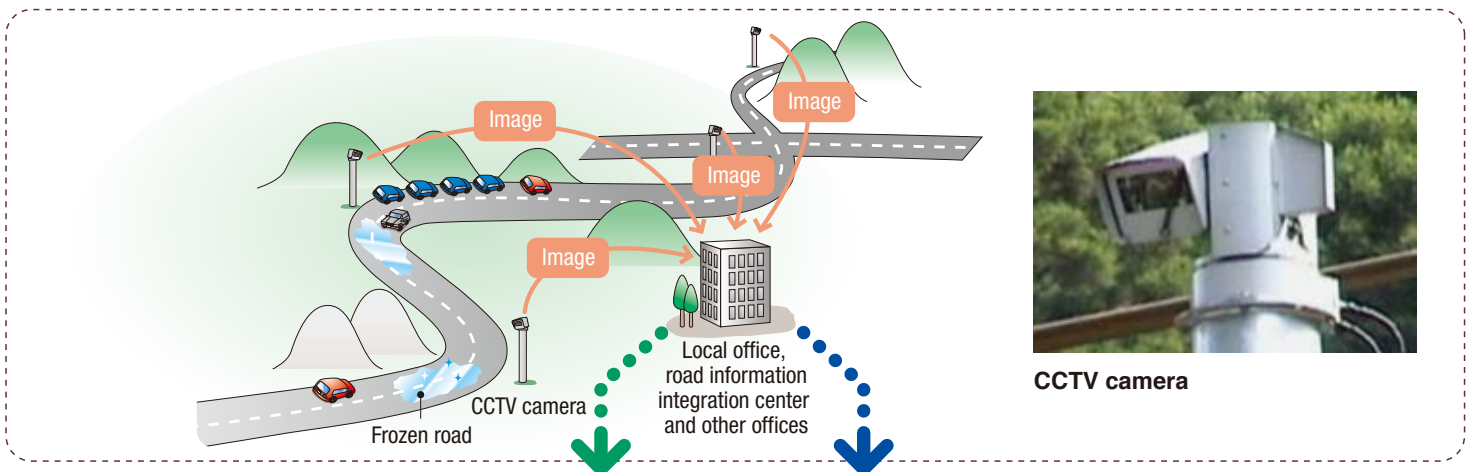 Image
Image
Image
Image
Local office,
road information
integration center
and other offices
CCTV camera
Frozen road
CCTV camera